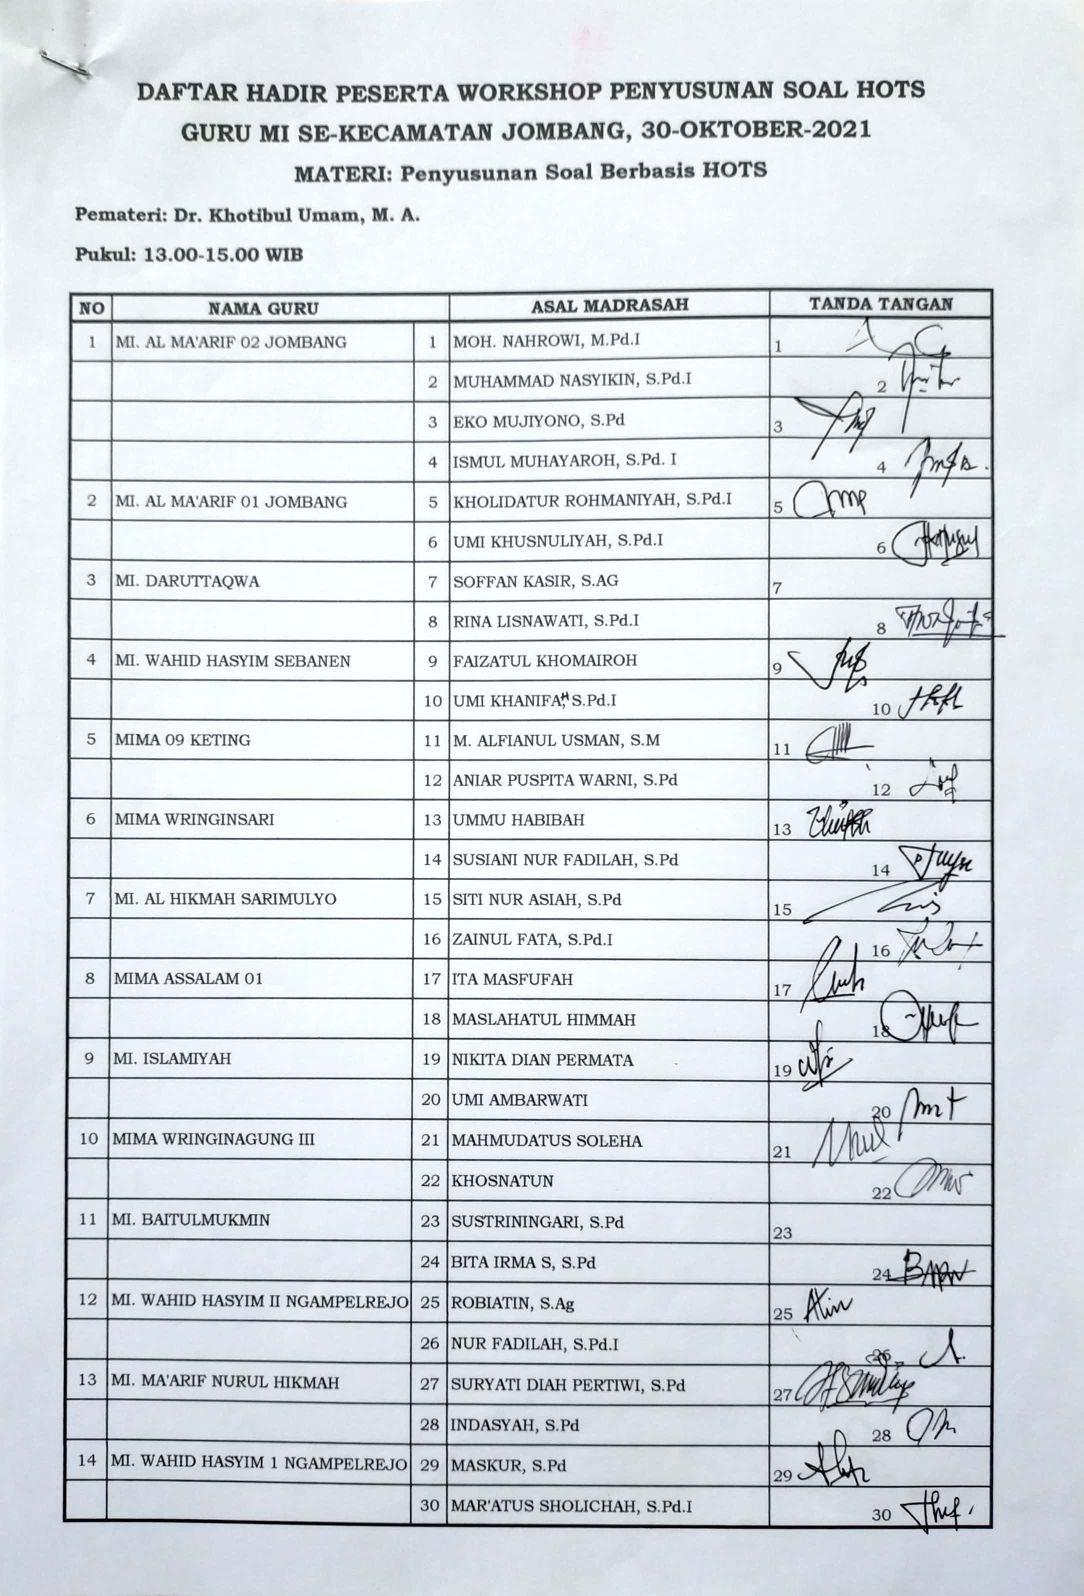 DAFTAR HADIR PESERTA WORKSHOP PENYUSUNAN SOAL HOTS
GURU MI SE-KECAMATAN JOMBANG, 30-OKTOBER-2021
MATERI: Penyusunan Soal Berbasis HOTS
Pemateri: Dr. Khotibul Umam, M. A.
Pukul: 13.00-15.00 WIB
NO NAMA GURU ASAL MADRASAH TANDA TANGAN
1 MI. AL MA'ARIF 02 JOMBANG 1 MOH. NAHROWI, M.Pd.I 1
2 MUHAMMAD NASYIKIN, S.Pd.I 2
3 EKO MUJIYONO, S.Pd 3
4 ISMUL MUHAYAROH, S.Pd. I 4
2 MI. AL MA'ARIF 01 JOMBANG 5 KHOLIDATUR ROHMANIYAH, S.Pd.I 5
6 UMI KHUSNULIYAH, S.Pd.I 6
3 MI. DARUTTAQWA 7 SOFFAN KASIR, S.AG 7
8 RINA LISNAWATI, S.Pd.I 8
4 MI. WAHID HASYIM SEBANEN 9 FAIZATUL KHOMAIROH 9
10 UMI KHANIFAH, S.Pd.I 10
5 MIMA 09 KETING 11 M. ALFIANUL USMAN, S.M 11
12 ANIAR PUSPITA WARNI, S.Pd 12
6 MIMA WRINGINSARI 13 UMMU HABIBAH 13
14 SUSIANI NUR FADILAH, S.Pd 14
7 MI. AL HIKMAH SARIMULYO 15 SITI NUR ASIAH, S.Pd 15
16 ZAINUL FATA, S.Pd.I 16
8 MIMA ASSALAM 01 17 ITA MASFUFAH 17
18 MASLAHATUL HIMMAH 18
9 MI. ISLAMIYAH 19 NIKITA DIAN PERMATA 19
20 UMI AMBARWATI 20
10 MIMA WRINGINAGUNG III 21 MAHMUDATUS SOLEHA 21
22 KHOSNATUN 22
11 MI. BAITULMUKMIN 23 SUSTRININGARI, S.Pd 23
24 BITA IRMA S, S.Pd 24
12 MI. WAHID HASYIM II NGAMPELREJO 25 ROBIATIN, S.Ag 25 Atin
26 NUR FADILAH, S.Pd.I 26
13 MI. MA'ARIF NURUL HIKMAH 27 SURYATI DIAH PERTIWI, S.Pd 27
28 INDASYAH, S.Pd 28
14 MI. WAHID HASYIM 1 NGAMPELREJO 29 MASKUR, S.Pd 29
30 MAR'ATUS SHOLICHAH, S.Pd.I 30